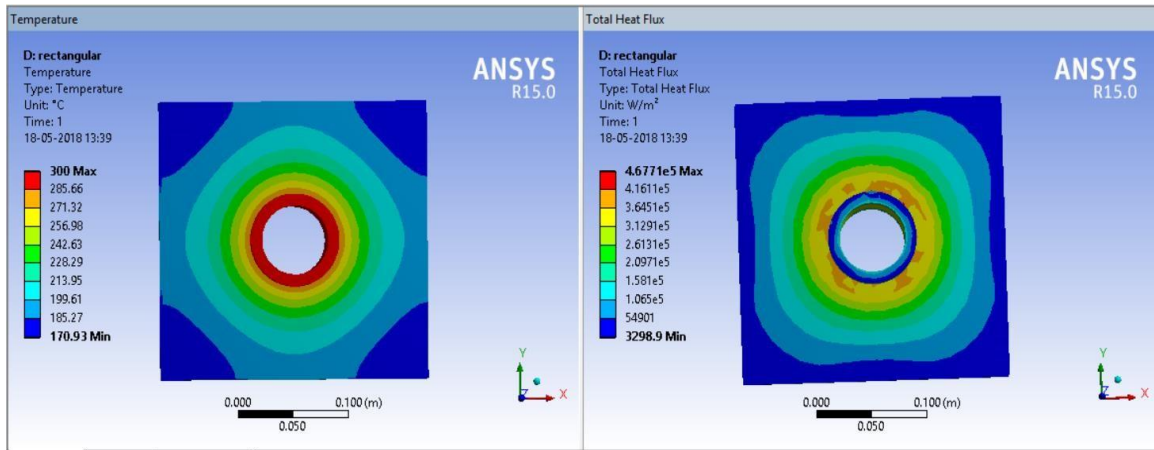 Temperature
D: rectangular
Temperature
Type: Temperature
Unit: °C
Time: 1
18-05-2018 13:39
300 Max
285.66
271.32
256.98
242.63
228.29
213.95
199.61
185.27
170.93 Min
ANSYS
R15.0
0.000
0.100 (m)
0.050
Y
Z
X
Total Heat Flux
D: rectangular
Total Heat Flux
Type: Total Heat Flux
Unit: W/m²
Time: 1
18-05-2018 13:39
4.6771e5 Max
4.1611e5
3.6451e5
3.1291e5
2.6131e5
2.0971e5
1.581e5
1.065e5
54901
3298.9 Min
ANSYS
R15.0
0.000
0.100 (m)
0.050
Y
Z
X